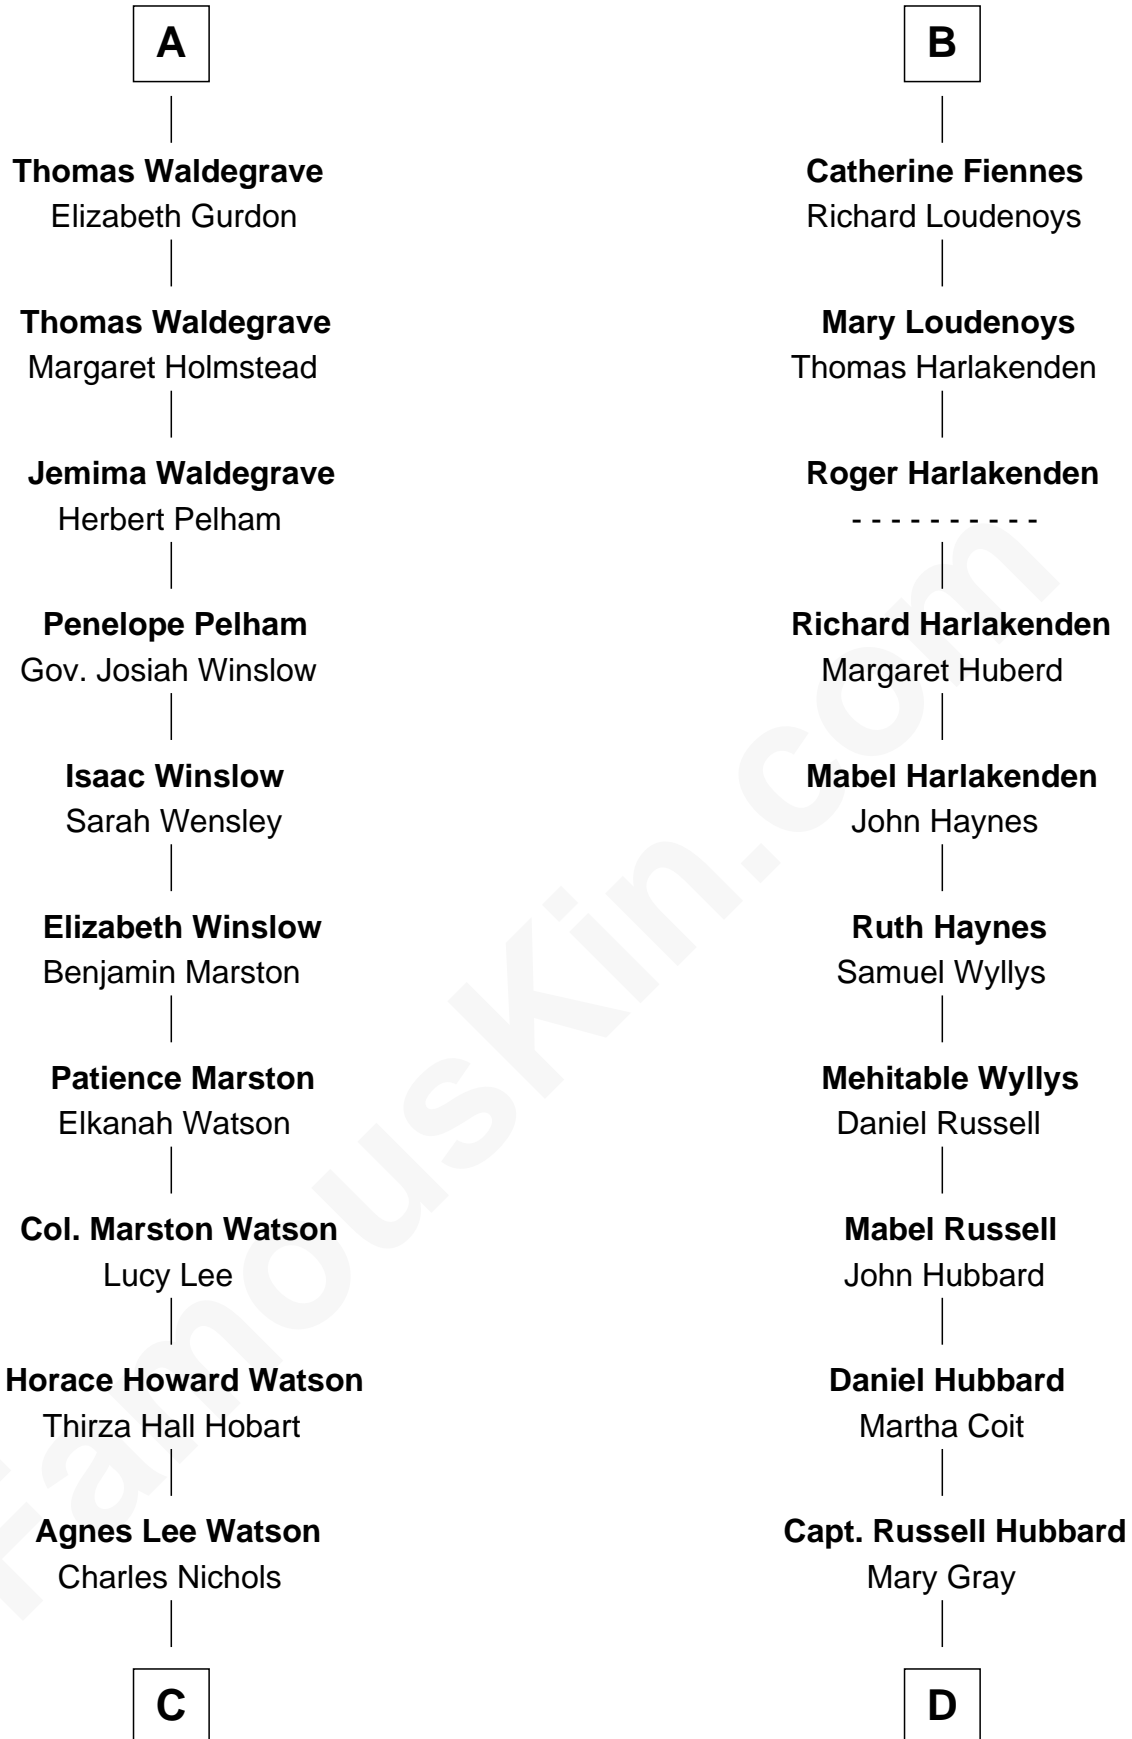 A
Thomas Waldegrave
Elizabeth Gurdon
Thomas Waldegrave
Margaret Holmstead
Jemima Waldegrave
Herbert Pelham
Penelope Pelham
Gov. Josiah Winslow
Isaac Winslow
Sarah Wensley
Elizabeth Winslow
Benjamin Marston
Patience Marston
Elkanah Watson
Col. Marston Watson
Lucy Lee
Horace Howard Watson
Thirza Hall Hobart
Agnes Lee Watson
Charles Nichols
C
B
Catherine Fiennes
Richard Loudenoys
Mary Loudenoys
Thomas Harlakenden
Roger Harlakenden
- - - - - - - - - -
Richard Harlakenden
Margaret Huberd
Mabel Harlakenden
John Haynes
Ruth Haynes
Samuel Wyllys
Mehitable Wyllys
Daniel Russell
Mabel Russell
John Hubbard
Daniel Hubbard
Martha Coit
Capt. Russell Hubbard
Mary Gray
D
FamousKin.com